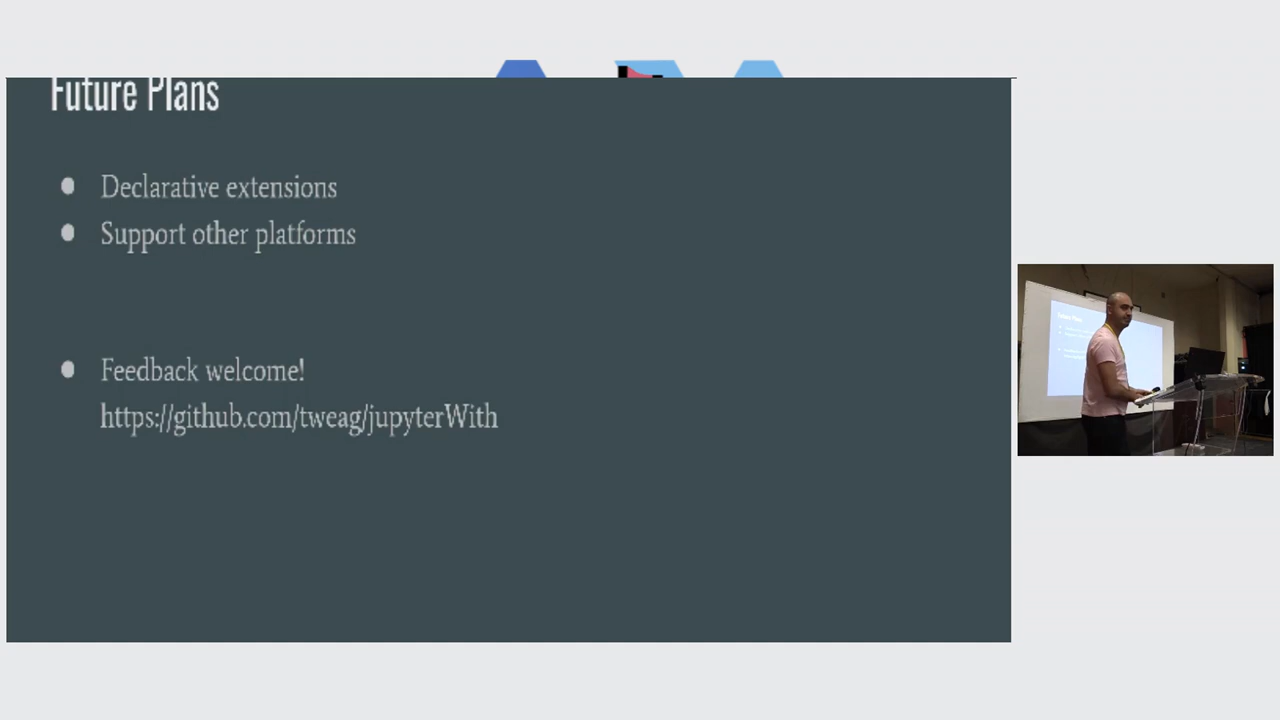 Future Plans
● Declarative extensions
● Support other platforms
● Feedback welcome!
https://github.com/tweag/jupyterWith